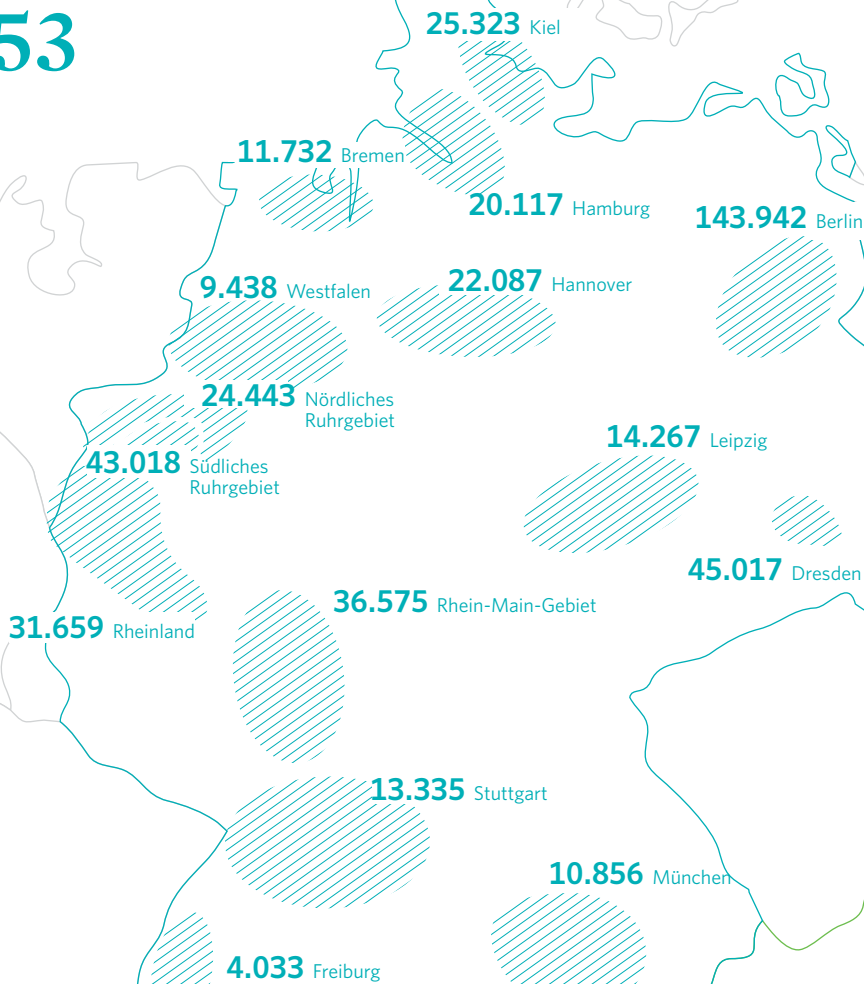 53
25.323 Kiel
11.732 Bremen
20.117 Hamburg
143.942 Berlin
9.438 Westfalen
22.087 Hannover
24.443 Nördliches
Ruhrgebiet
14.267 Leipzig
43.018 Südliches
Ruhrgebiet
45.017 Dresden
36.575 Rhein-Main-Gebiet
31.659 Rheinland
13.335 Stuttgart
10.856 München
4.033 Freiburg